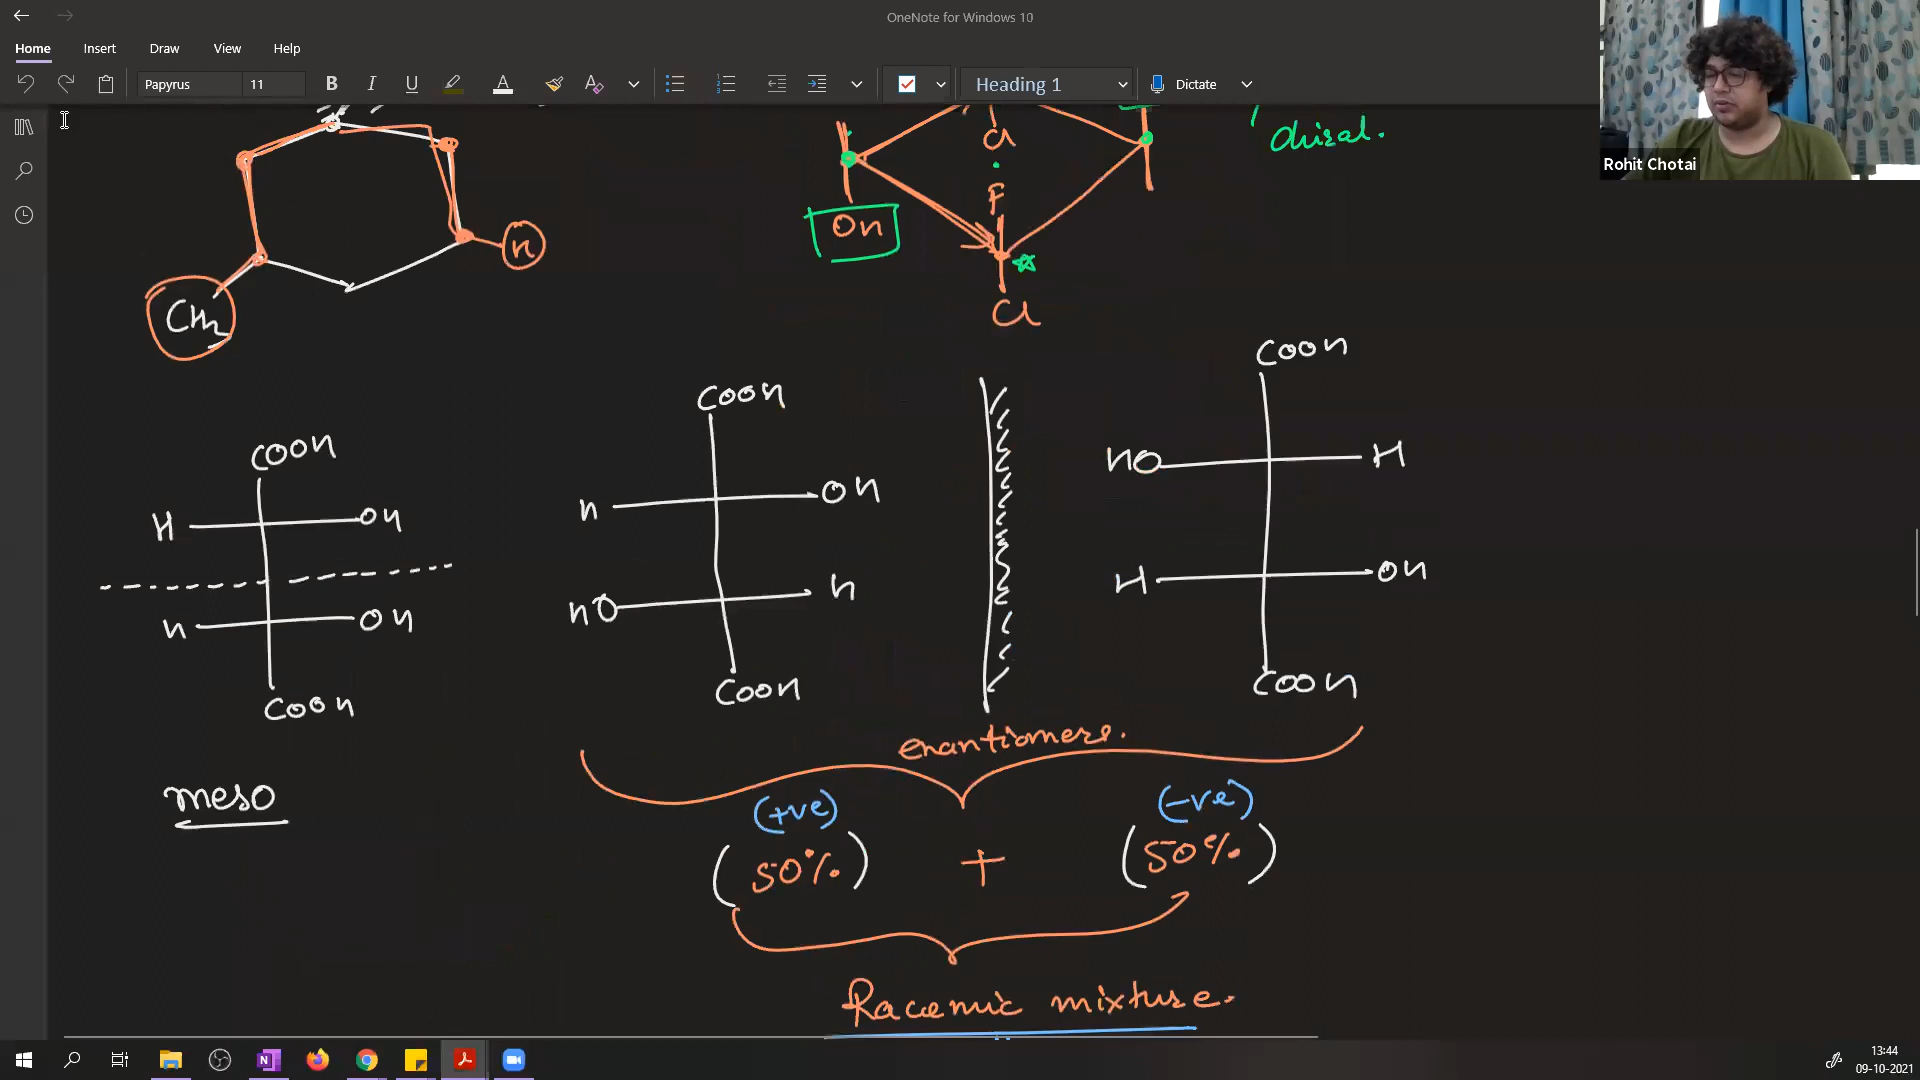 OneNote for Windows 10
Home Insert Draw View Help
Papyrus 11 B I U A Heading 1 Dictate
Rohit Chotai
Cl
chiral.
F
OH
H
Cl
CH2
COOH
COOH
COOH
HO H
H OH
H OH
H OH
HO H
H OH
H OH
COOH
COOH
COOH
enantiomers.
meso
(+ve) (-ve)
(50%) + (50%)
Racemic mixture.
13:44
09-10-2021